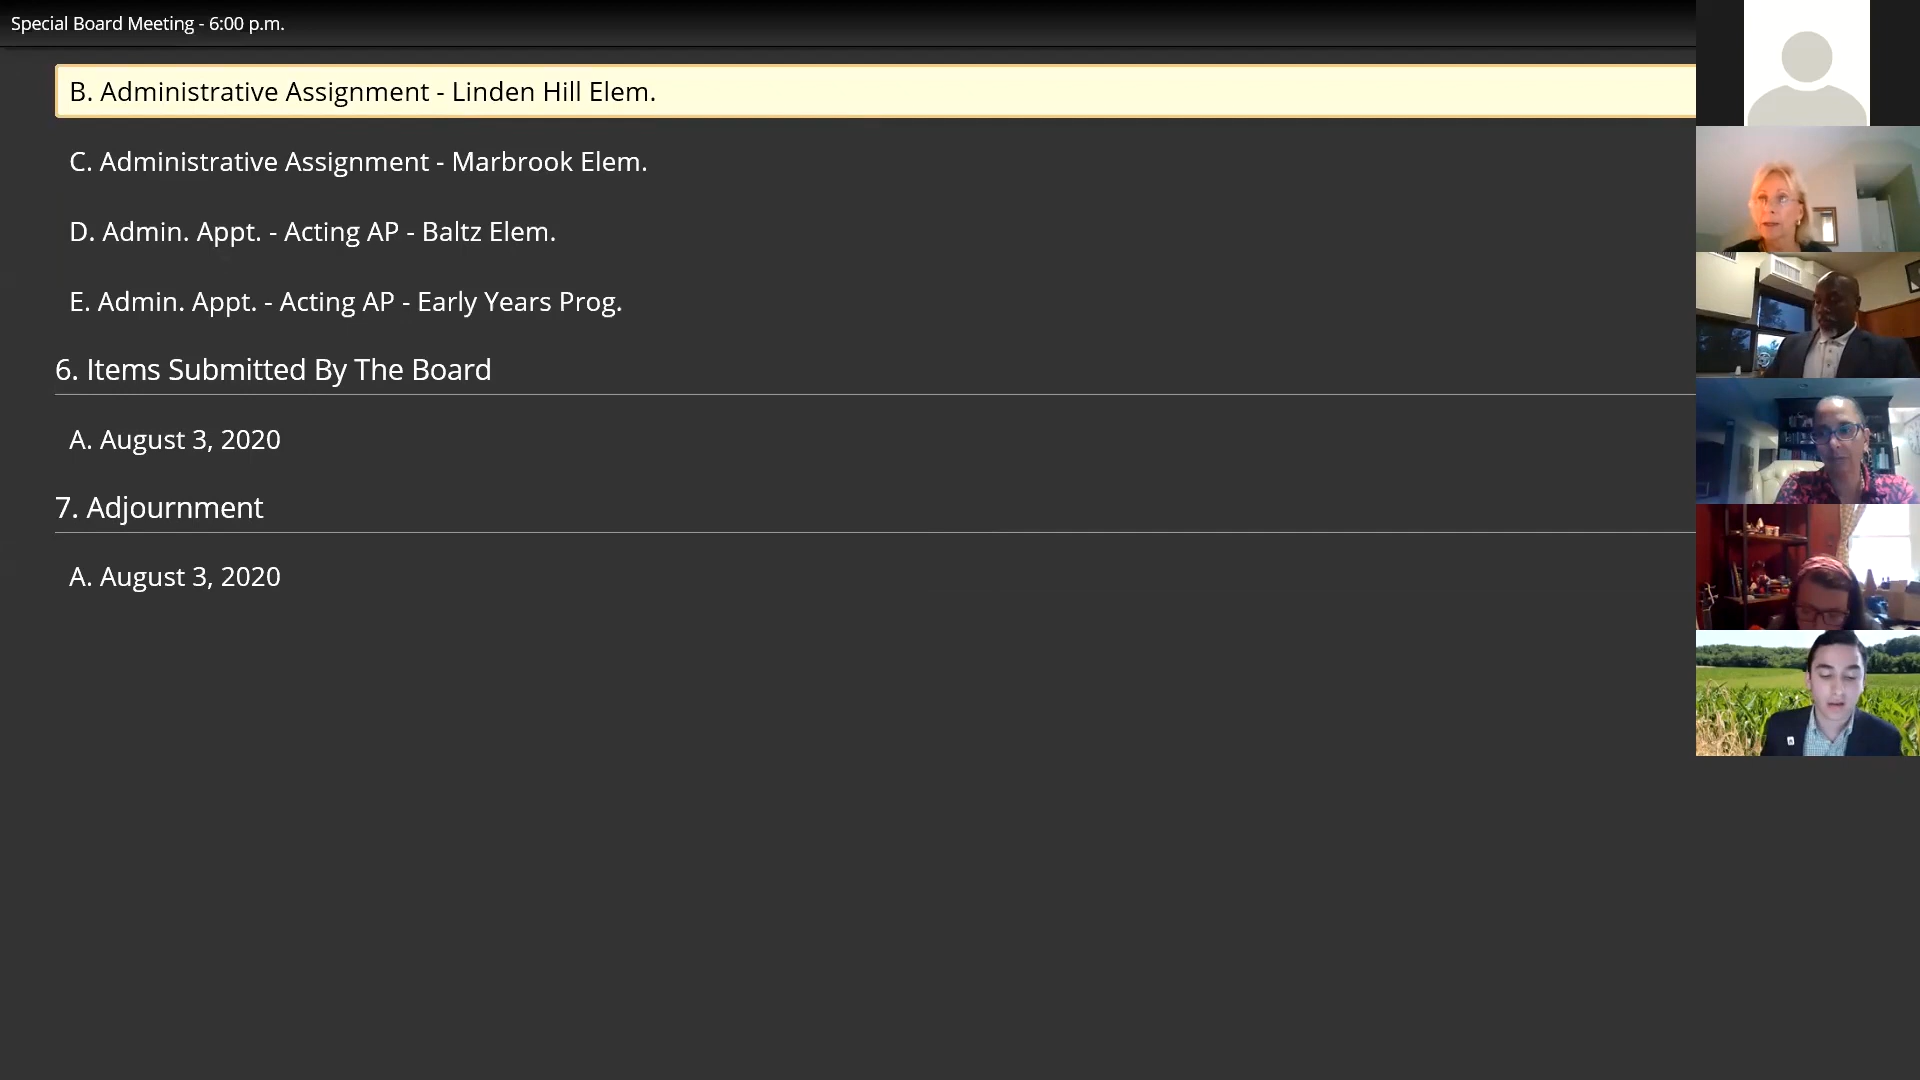 Special Board Meeting - 6:00 p.m.
B. Administrative Assignment - Linden Hill Elem.
C. Administrative Assignment - Marbrook Elem.
D. Admin. Appt. - Acting AP - Baltz Elem.
E. Admin. Appt. - Acting AP - Early Years Prog.
6. Items Submitted By The Board
A. August 3, 2020
7. Adjournment
A. August 3, 2020